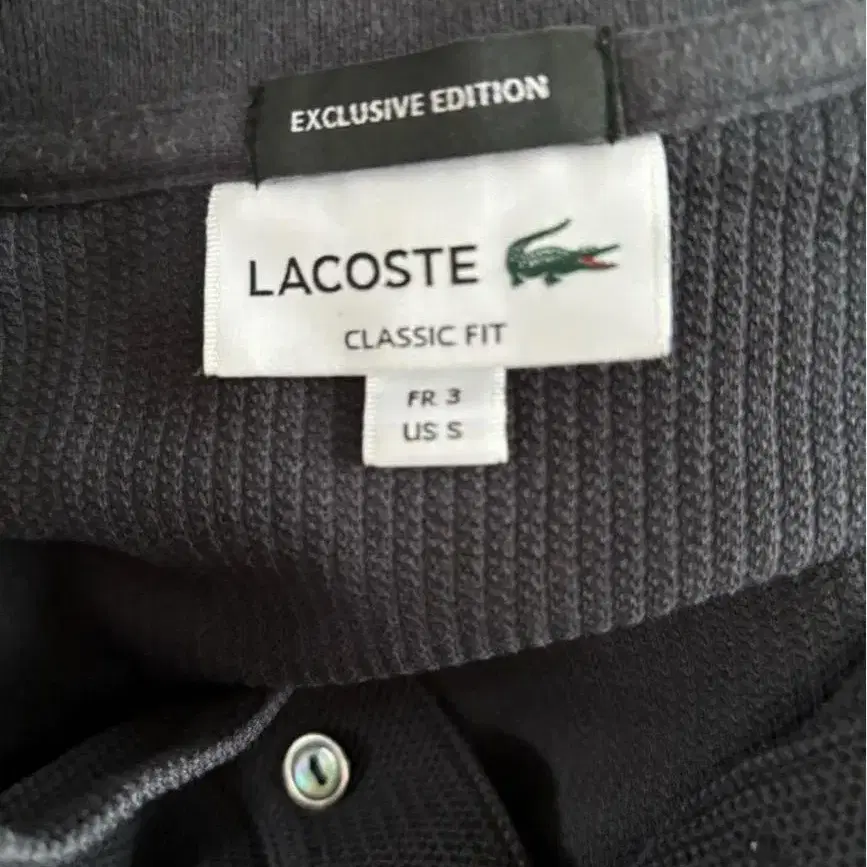 EXCLUSIVE EDITION
LACOSTE
CLASSIC FIT
FR 3
US S